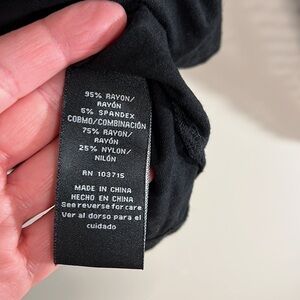 95% RAYON/
RAYÓN
5% SPANDEX
COBMO/COMBINACIÓN
75% RAYON/
RAYÓN
25% NYLON/
NILÓN
RN 103715
MADE IN CHINA
HECHO EN CHINA
See reverse for care
Ver al dorso para el
cuidado